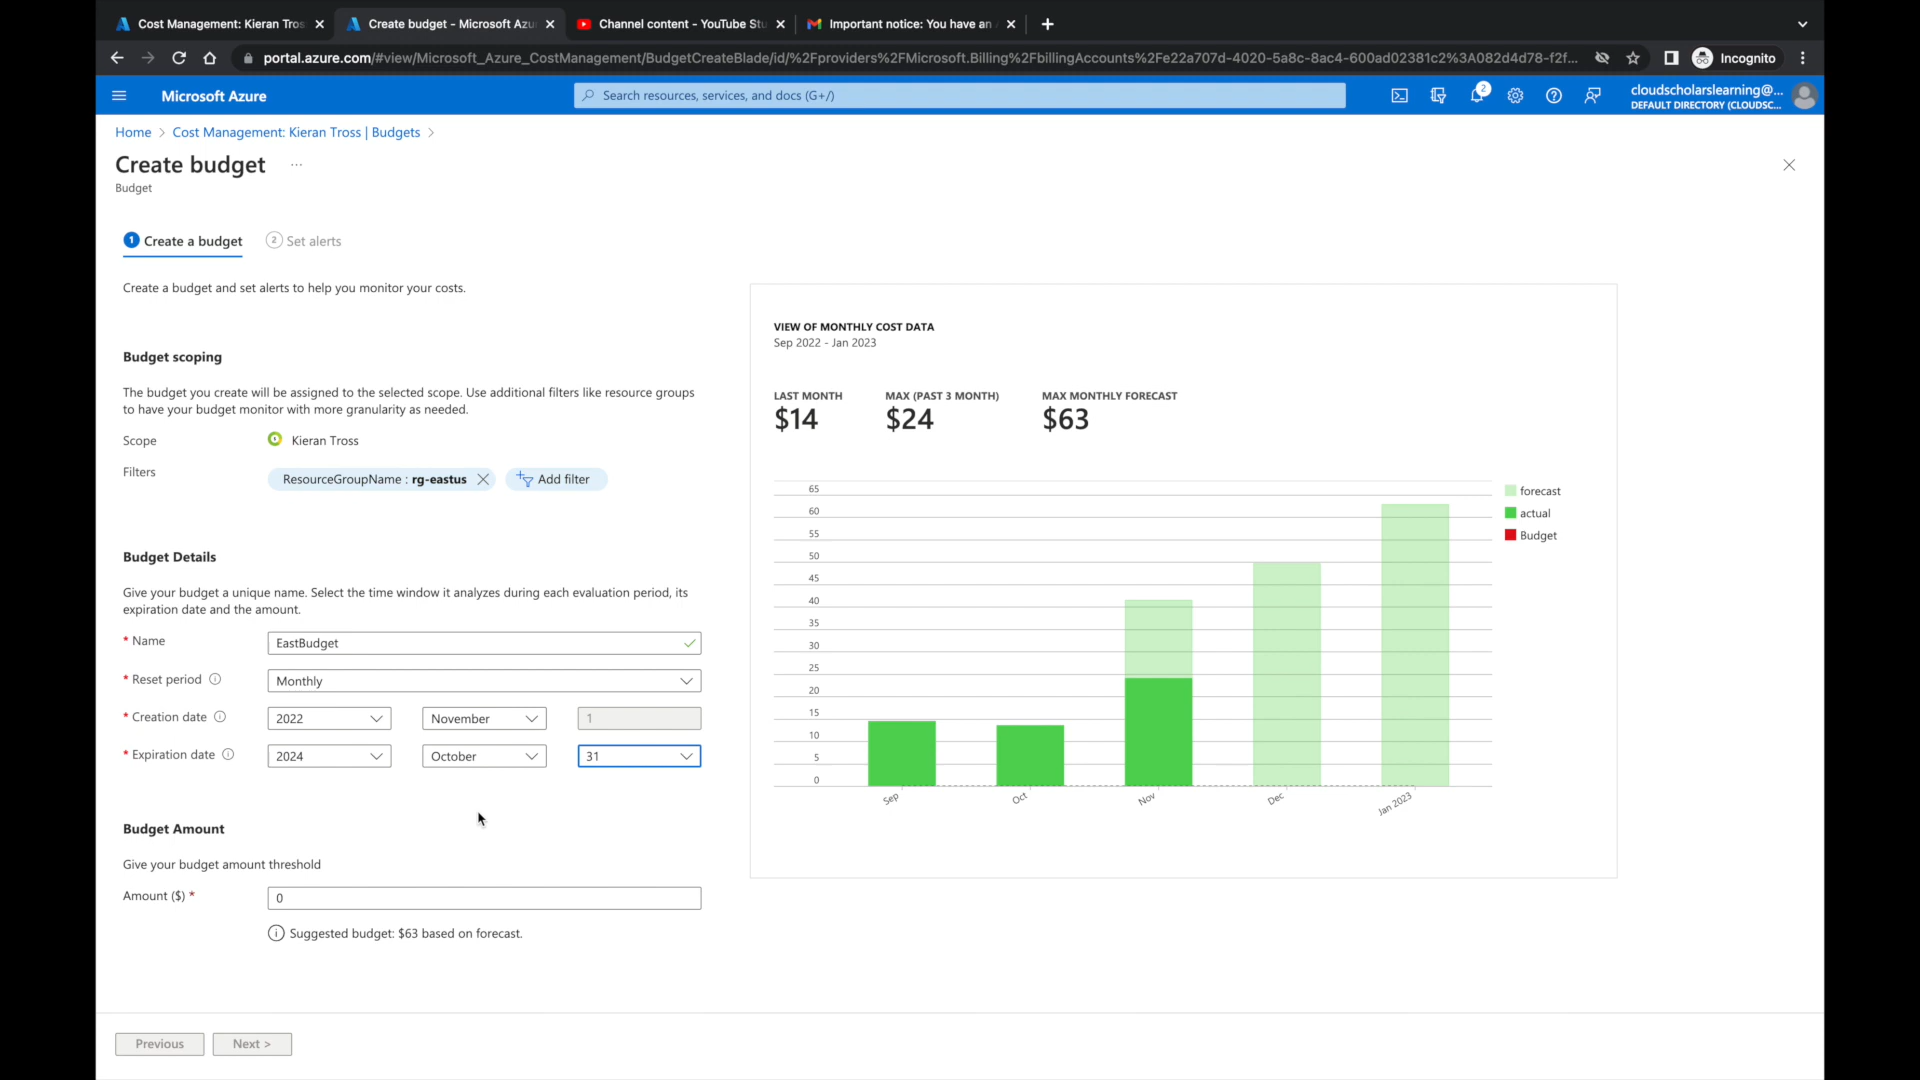 Cost Management: Kieran Tros
Create budget - Microsoft Azu
Channel content - YouTube Stu
Important notice: You have an
portal.azure.com/#view/Microsoft_Azure_CostManagement/BudgetCreateBlade/id/%2Fproviders%2FMicrosoft.Billing%2FbillingAccounts%2Fe22a707d-4020-5a8c-8ac4-600ad02381c2%3A082d4d78-f2f...
Incognito
Microsoft Azure
Search resources, services, and docs (G+/)
2
cloudscholarslearning@...
DEFAULT DIRECTORY (CLOUDSC...
Home > Cost Management: Kieran Tross | Budgets >
Create budget ...
Budget
1 Create a budget
2 Set alerts
Create a budget and set alerts to help you monitor your costs.
Budget scoping
The budget you create will be assigned to the selected scope. Use additional filters like resource groups
to have your budget monitor with more granularity as needed.
Scope Kieran Tross
Filters ResourceGroupName : rg-eastus Add filter
Budget Details
Give your budget a unique name. Select the time window it analyzes during each evaluation period, its
expiration date and the amount.
* Name EastBudget
* Reset period Monthly
* Creation date 2022 November 1
* Expiration date 2024 October 31
Budget Amount
Give your budget amount threshold
Amount ($) * 0
Suggested budget: $63 based on forecast.
Previous Next >
VIEW OF MONTHLY COST DATA
Sep 2022 - Jan 2023
LAST MONTH MAX (PAST 3 MONTH) MAX MONTHLY FORECAST
$14 $24 $63
65
60
55
50
45
40
35
30
25
20
15
10
5
0
Sep Oct Nov Dec Jan 2023
forecast
actual
Budget